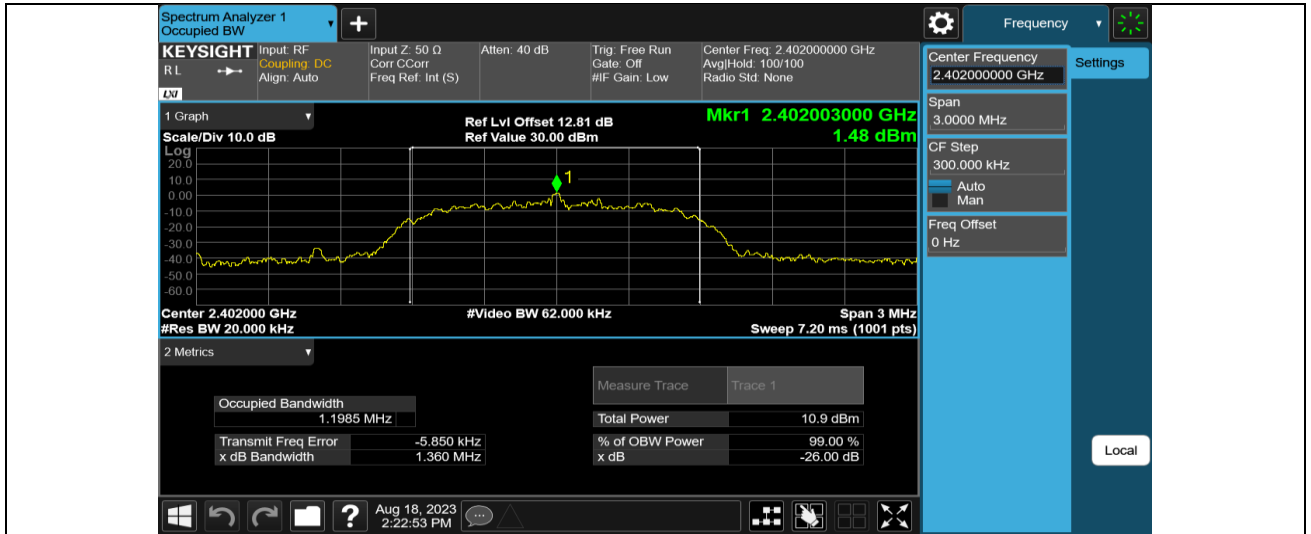 Spectrum Analyzer 1
Occupied BW
+
Frequency
KEYSIGHT
R L
LXI
Input: RF
Coupling: DC
Align: Auto
Input Z: 50 Ω
Corr CCorr
Freq Ref: Int (S)
Atten: 40 dB
Trig: Free Run
Gate: Off
#IF Gain: Low
Center Freq: 2.402000000 GHz
Avg|Hold: 100/100
Radio Std: None
Center Frequency
2.402000000 GHz
Settings
Span
3.0000 MHz
CF Step
300.000 kHz
Auto
Man
Freq Offset
0 Hz
Local
1 Graph
Scale/Div 10.0 dB
Ref Lvl Offset 12.81 dB
Ref Value 30.00 dBm
Mkr1 2.402003000 GHz
1.48 dBm
Log
20.0
10.0
0.00
-10.0
-20.0
-30.0
-40.0
-50.0
-60.0
1
Center 2.402000 GHz
#Res BW 20.000 kHz
#Video BW 62.000 kHz
Span 3 MHz
Sweep 7.20 ms (1001 pts)
2 Metrics
Measure Trace Trace 1
Occupied Bandwidth
1.1985 MHz
Total Power 10.9 dBm
Transmit Freq Error -5.850 kHz
% of OBW Power 99.00 %
x dB Bandwidth 1.360 MHz
x dB -26.00 dB
?
Aug 18, 2023
2:22:53 PM